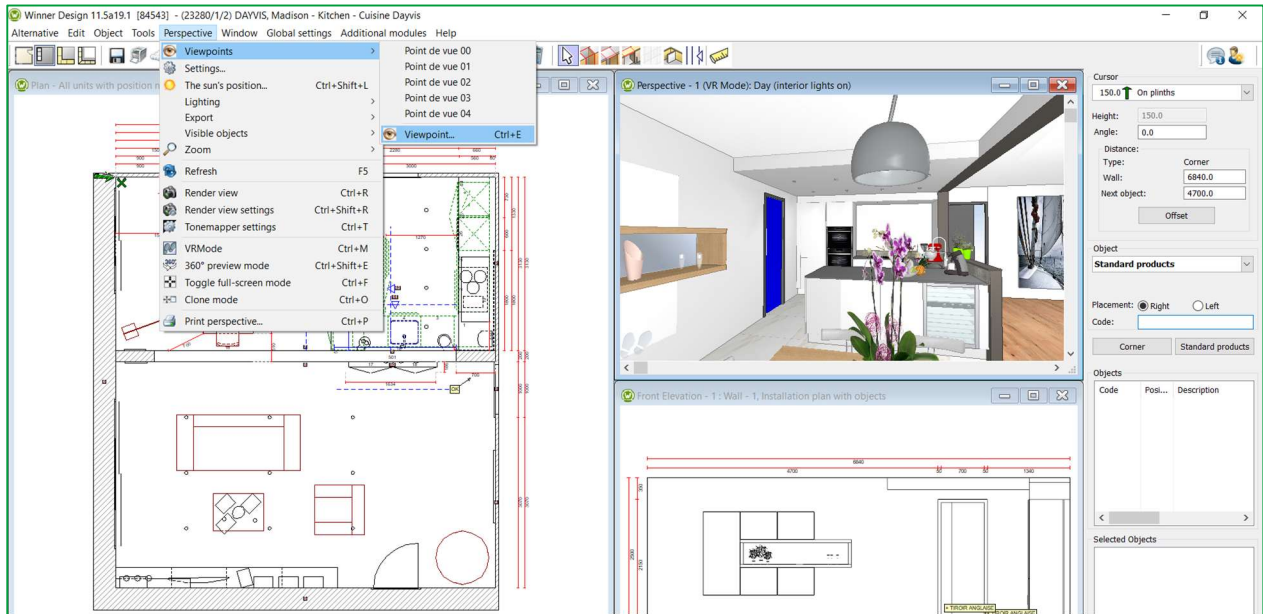 Winner Design 11.5a19.1 [84543] - (23280/1/2) DAYVIS, Madison - Kitchen - Cuisine Dayvis
Alternative Edit Object Tools Perspective Window Global settings Additional modules Help
Viewpoints
Settings...
The sun's position... Ctrl+Shift+L
Lighting
Export
Visible objects
Zoom
Refresh F5
Render view Ctrl+R
Render view settings Ctrl+Shift+R
Tonemapper settings Ctrl+T
VRMode Ctrl+M
360° preview mode Ctrl+Shift+E
Toggle full-screen mode Ctrl+F
Clone mode Ctrl+O
Print perspective... Ctrl+P
Point de vue 00
Point de vue 01
Point de vue 02
Point de vue 03
Point de vue 04
Viewpoint... Ctrl+E
Plan - All units with position
Perspective - 1 (VR Mode): Day (interior lights on)
Front Elevation - 1 : Wall - 1, Installation plan with objects
6840
4700 50 700 50 1340
+ TIROIR ANGLAISE
Cursor
150.0 On plinths
Height: 150.0
Angle: 0.0
Distance:
Type: Corner
Wall: 6840.0
Next object: 4700.0
Offset
Object
Standard products
Placement: Right Left
Code:
Corner Standard products
Objects
Code Posi... Description
Selected Objects